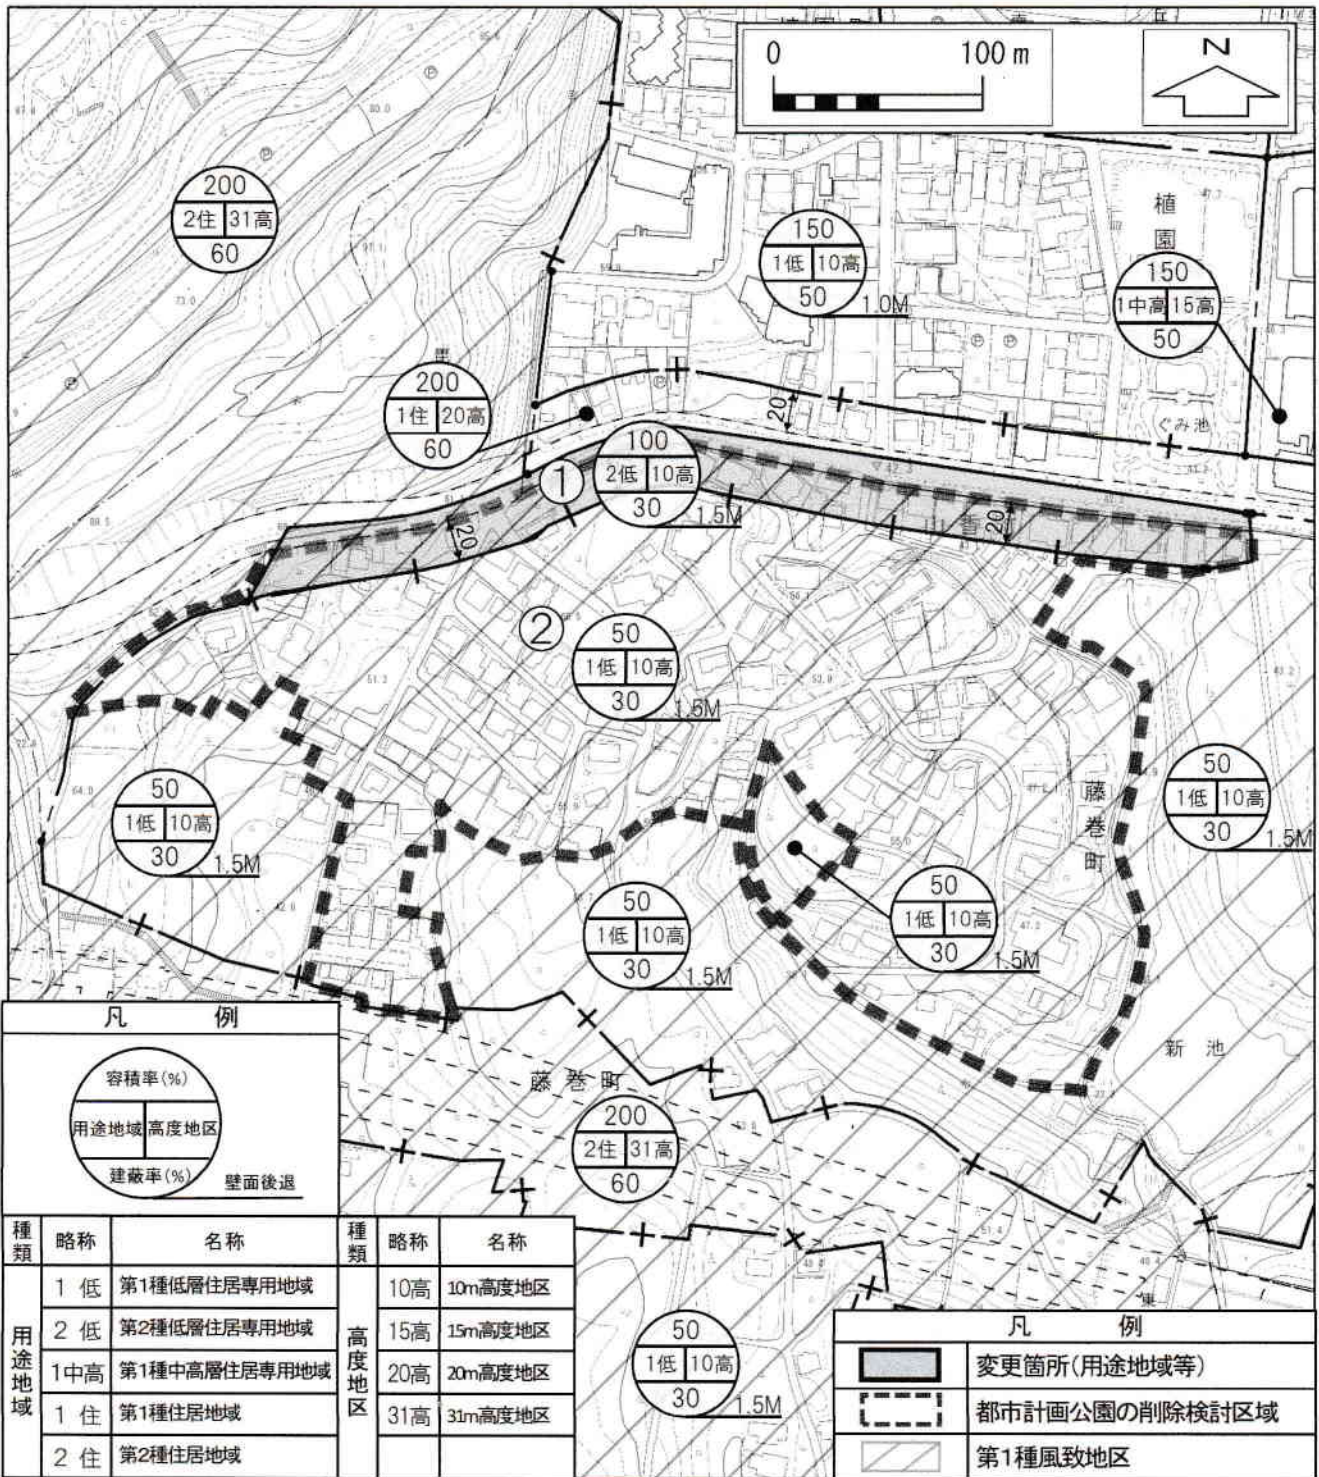 0 100 m
N
200
2住 31高
60
150
1低 10高
50 1.0M
植園
150
1中高 15高
50
200
1住 20高
60
20
ぐみ池
①
100
2低 10高
30 1.5M
20
山香
20
②
50
1低 10高
30 1.5M
50
1低 10高
30 1.5M
藤巻町
50
1低 10高
30 1.5M
50
1低 10高
30 1.5M
50
1低 10高
30 1.5M
新池
藤巻町
200
2住 31高
60
50
1低 10高
30 1.5M
東
凡 例
容積率(%)
用途地域 高度地区
建蔽率(%) 壁面後退
種類 略称 名称 種類 略称 名称
用途地域 高度地区
1 低 第1種低層住居専用地域 10高 10m高度地区
2 低 第2種低層住居専用地域 15高 15m高度地区
1中高 第1種中高層住居専用地域 20高 20m高度地区
1 住 第1種住居地域 31高 31m高度地区
2 住 第2種住居地域
凡 例
変更箇所(用途地域等)
都市計画公園の削除検討区域
第1種風致地区